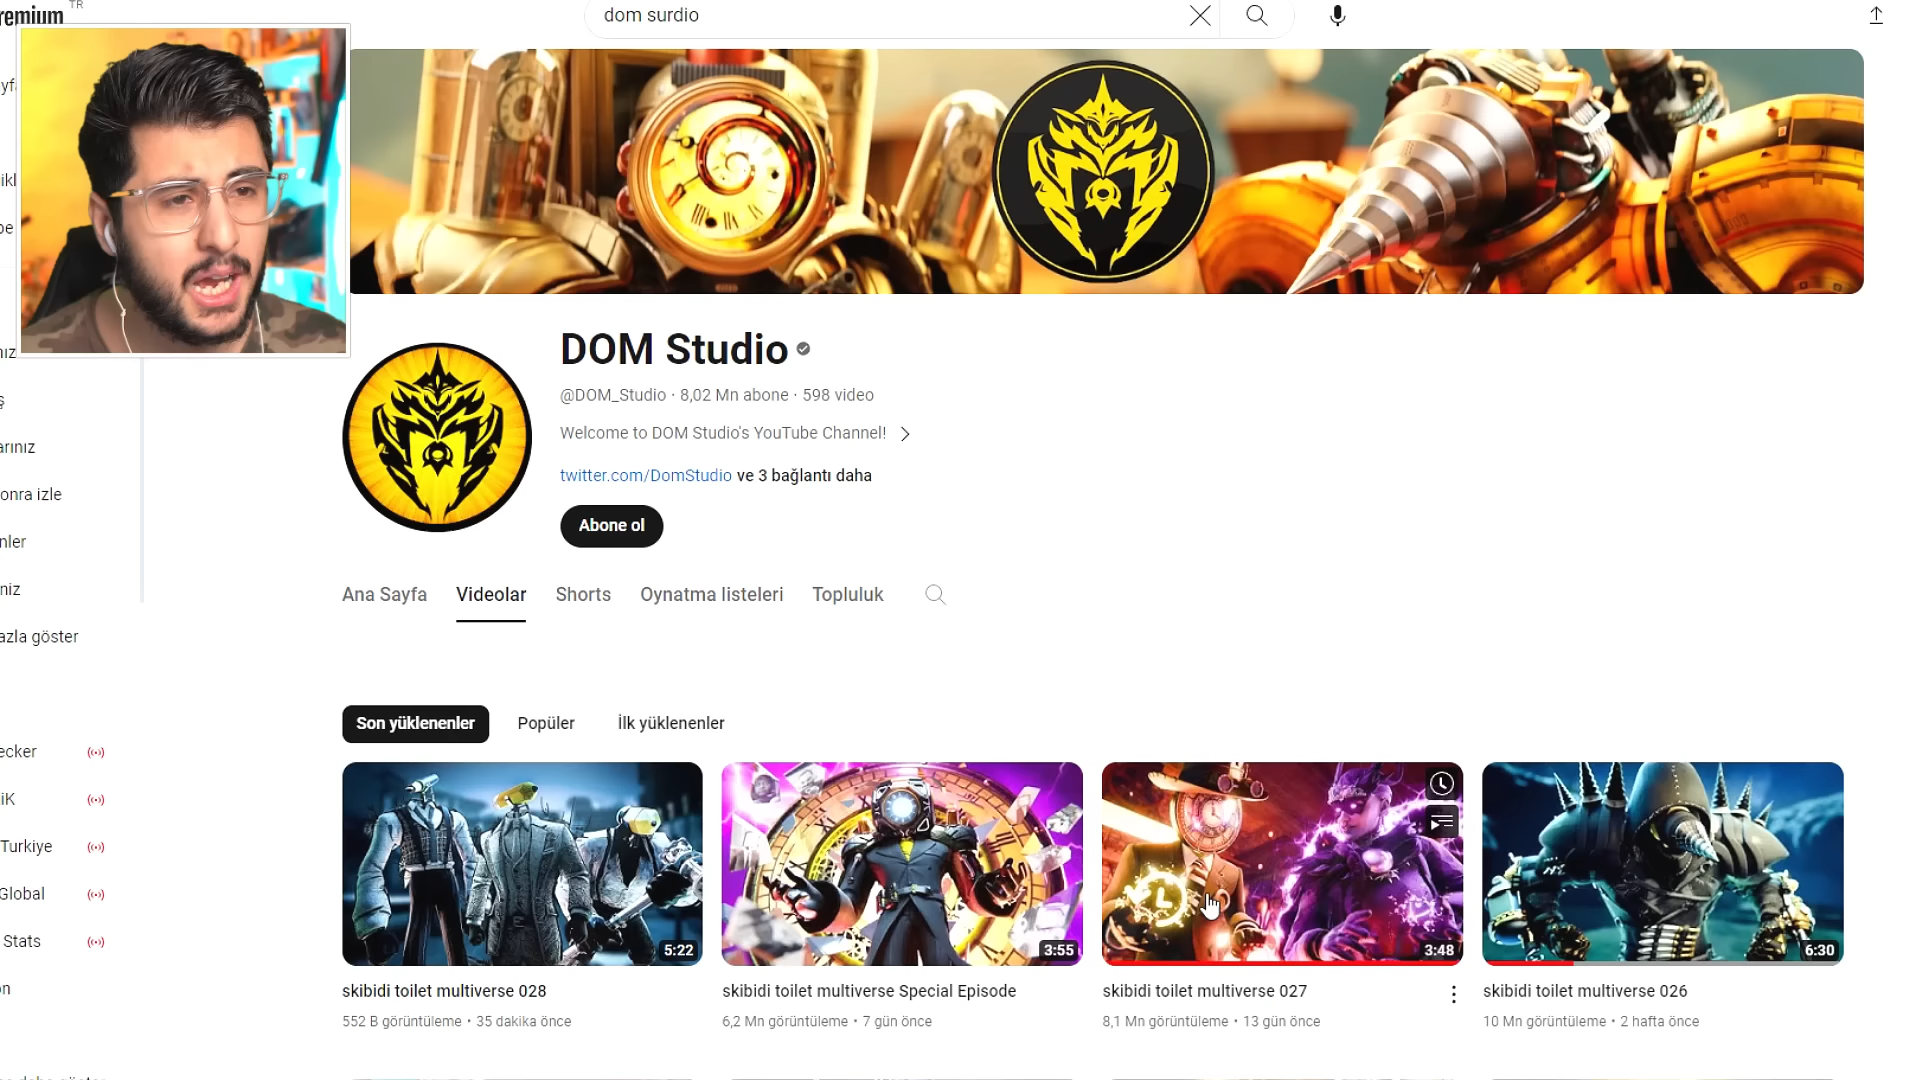 remium TR
dom surdio
DOM Studio
@DOM_Studio · 8,02 Mn abone · 598 video
Welcome to DOM Studio's YouTube Channel!
twitter.com/DomStudio ve 3 bağlantı daha
Abone ol
Ana Sayfa Videolar Shorts Oynatma listeleri Topluluk
arınız
onra izle
nler
niz
azla göster
ecker
iK
Turkiye
Global
Stats
Son yüklenenler Popüler İlk yüklenenler
5:22
3:55
3:48
6:30
skibidi toilet multiverse 028
552 B görüntüleme • 35 dakika önce
skibidi toilet multiverse Special Episode
6,2 Mn görüntüleme • 7 gün önce
skibidi toilet multiverse 027
8,1 Mn görüntüleme • 13 gün önce
skibidi toilet multiverse 026
10 Mn görüntüleme • 2 hafta önce